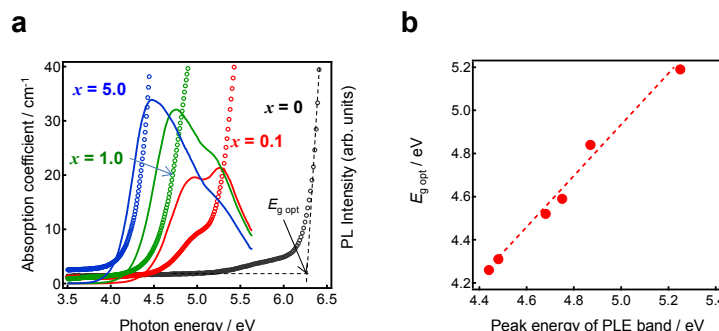 a
b
40
30
20
10
0
Absorption coefficient / cm⁻¹
x = 5.0
x = 0
x = 0.1
x = 1.0
E g opt
PL Intensity (arb. units)
3.5 4.0 4.5 5.0 5.5 6.0 6.5
Photon energy / eV
5.2
5.0
4.8
4.6
4.4
4.2
E g opt / eV
4.4 4.6 4.8 5.0 5.2 5.4
Peak energy of PLE band / eV